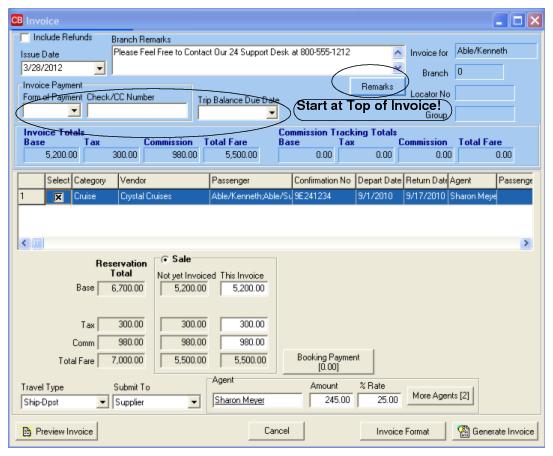 CB Invoice
Include Refunds Branch Remarks
Issue Date Please Feel Free to Contact Our 24 Support Desk at 800-555-1212 Invoice for Able/Kenneth
3/28/2012 Branch 0
Invoice Payment Remarks Locator No
Form of Payment Check/CC Number Trip Balance Due Date Start at Top of Invoice!
Group
Invoice Totals Commission Tracking Totals
Base Tax Commission Total Fare Base Tax Commission Total Fare
5,200.00 300.00 980.00 5,500.00 0.00 0.00 0.00 0.00
Select Category Vendor Passenger Confirmation No Depart Date Return Date Agent Passenge
1 Cruise Crystal Cruises Able/Kenneth;Able/Su 9E241234 9/1/2010 9/17/2010 Sharon Meye
Reservation Total Sale
Not yet Invoiced This Invoice
Base 6,700.00 5,200.00 5,200.00
Tax 300.00 300.00 300.00
Comm 980.00 980.00 980.00
Total Fare 7,000.00 5,500.00 5,500.00 Booking Payment
[0.00]
Travel Type Submit To Agent Amount % Rate
Ship-Dpst Supplier Sharon Meyer 245.00 25.00 More Agents [2]
Preview Invoice Cancel Invoice Format Generate Invoice